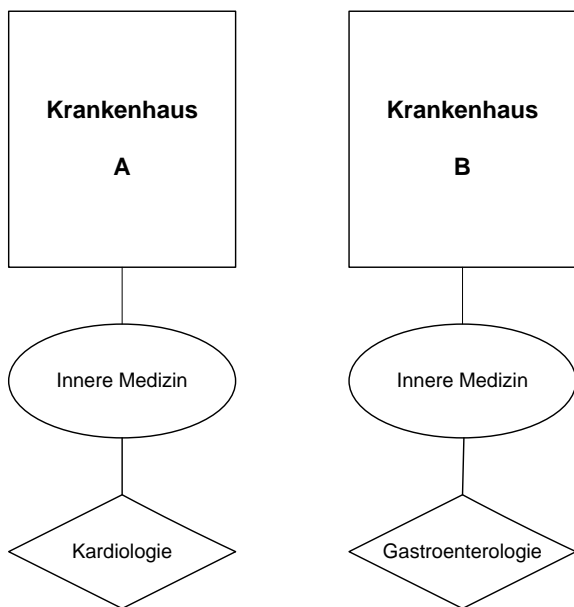 Krankenhaus
A
Krankenhaus
B
Innere Medizin
Innere Medizin
Kardiologie
Gastroenterologie